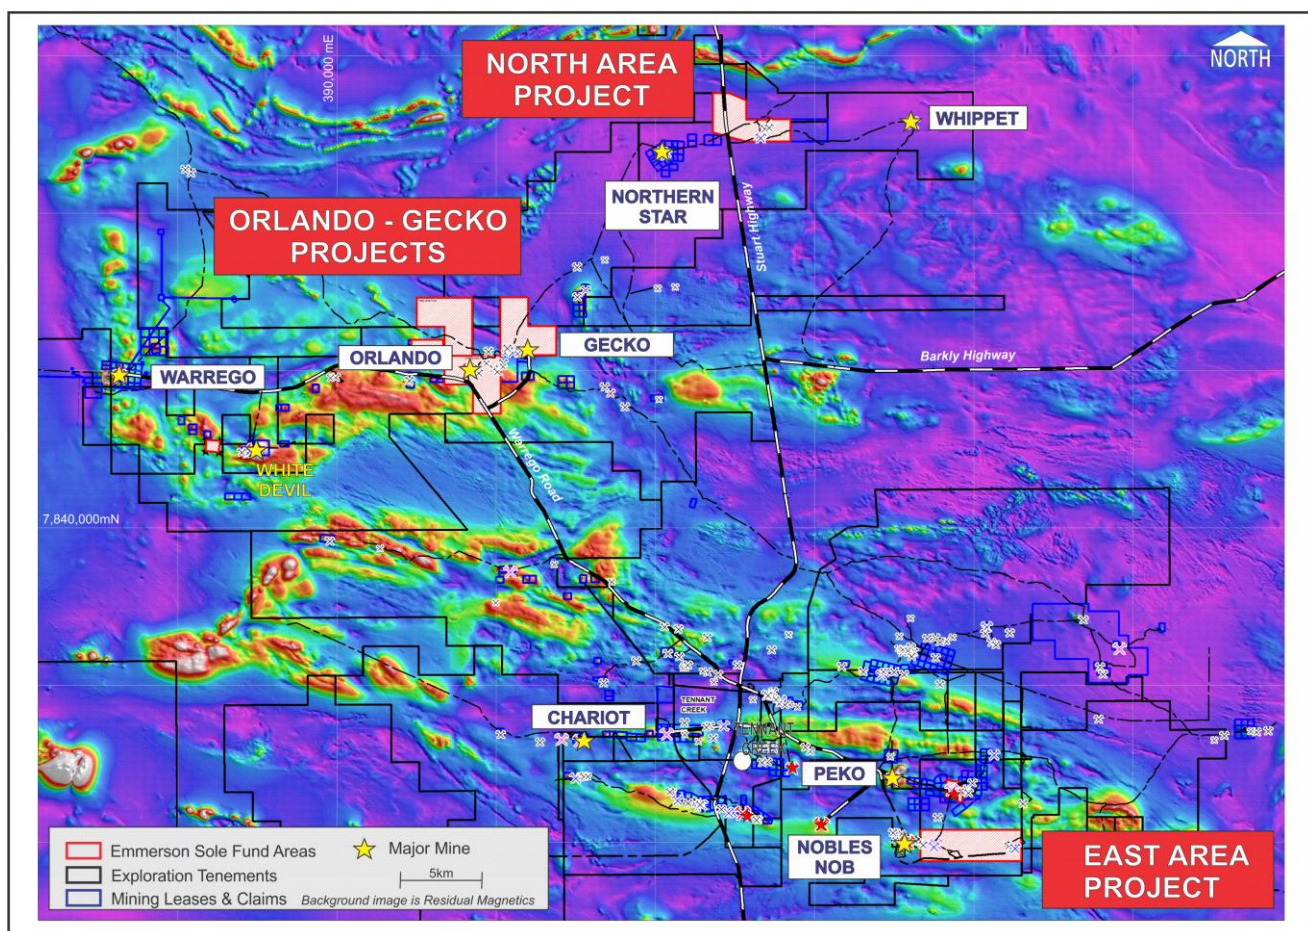 390,000 mE
NORTH AREA
PROJECT
NORTH
WHIPPET
NORTHERN
STAR
ORLANDO - GECKO
PROJECTS
Stuart Highway
GECKO
ORLANDO
Barkly Highway
WARREGO
Warrego Road
WHITE
DEVIL
7,840,000mN
TENNANT
CREEK
CHARIOT
TENNANT
CREEK
PEKO
NOBLES
NOB
EAST AREA
PROJECT
Emmerson Sole Fund Areas
Major Mine
Exploration Tenements
5km
Mining Leases & Claims
Background image is Residual Magnetics